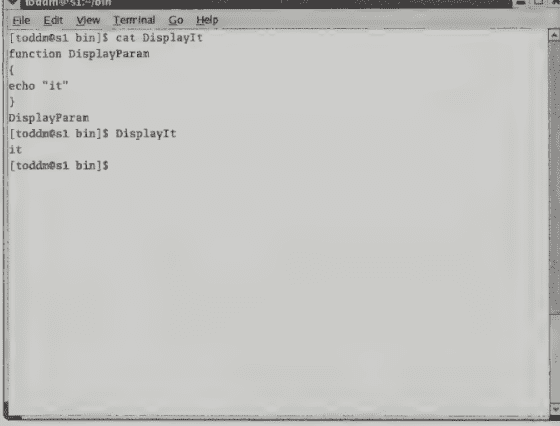 toddm@s1:~/bin
File Edit View Terminal Go Help
[toddm@s1 bin]$ cat DisplayIt
function DisplayParam
{
echo "it"
}
DisplayParam
[toddm@s1 bin]$ DisplayIt
it
[toddm@s1 bin]$